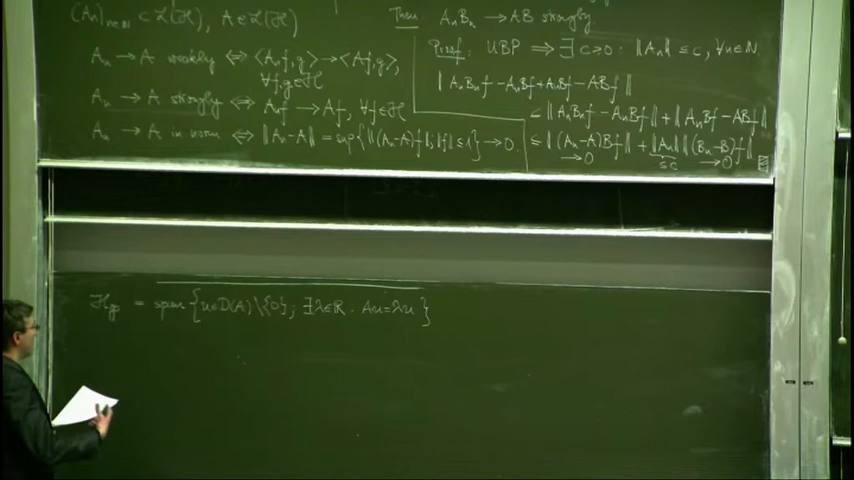 (An)n∈N ⊂ ℒ(ℋ), A ∈ ℒ(ℋ)
An → A weakly ⇔ ⟨Anf,g⟩ → ⟨Af,g⟩,
∀f,g∈ℋ
An → A strongly ⇔ Anf → Af, ∀f∈ℋ
An → A in norm ⇔ ‖An-A‖ = sup{‖(An-A)f‖; ‖f‖≤1} → 0
Then: AnBn → AB strongly
Proof: UBP ⟹ ∃ c>0: ‖An‖ ≤ c, ∀n∈N
‖AnBnf - AnBf + AnBf - ABf‖
≤ ‖AnBnf - AnBf‖ + ‖AnBf - ABf‖
≤ ‖(An-A)Bf‖ + ‖An‖ ‖(Bn-B)f‖
→0 ≤c →0
ℋpp = span{u∈D(A)\{0}; ∃λ∈ℝ. Au=λu}